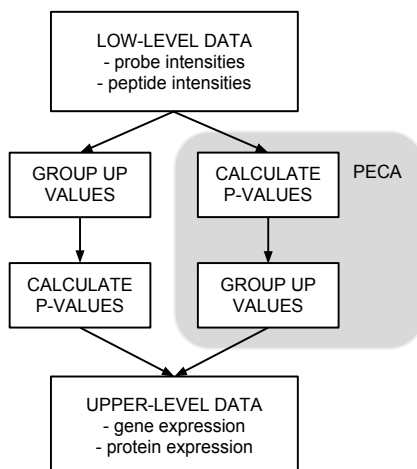 LOW-LEVEL DATA
- probe intensities
- peptide intensities
GROUP UP
VALUES
CALCULATE
P-VALUES
PECA
CALCULATE
P-VALUES
GROUP UP
VALUES
UPPER-LEVEL DATA
- gene expression
- protein expression